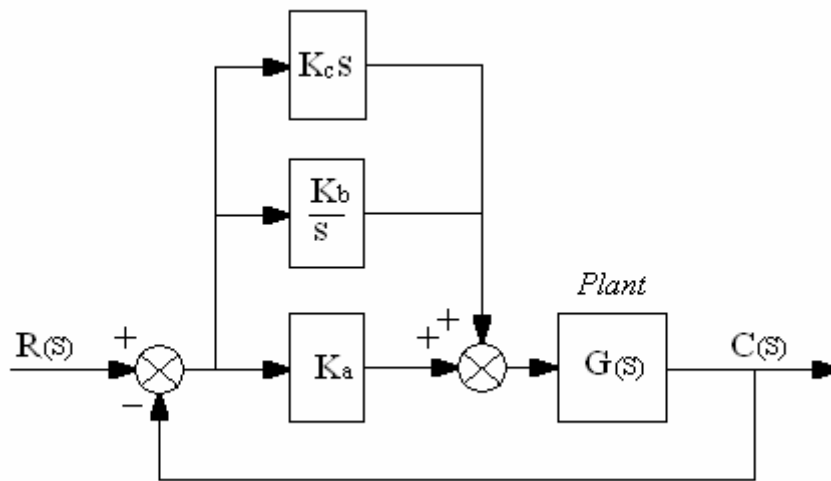 Kcs
Kb
s
Plant
R(S)
+
−
Ka
+
+
G(S)
C(S)